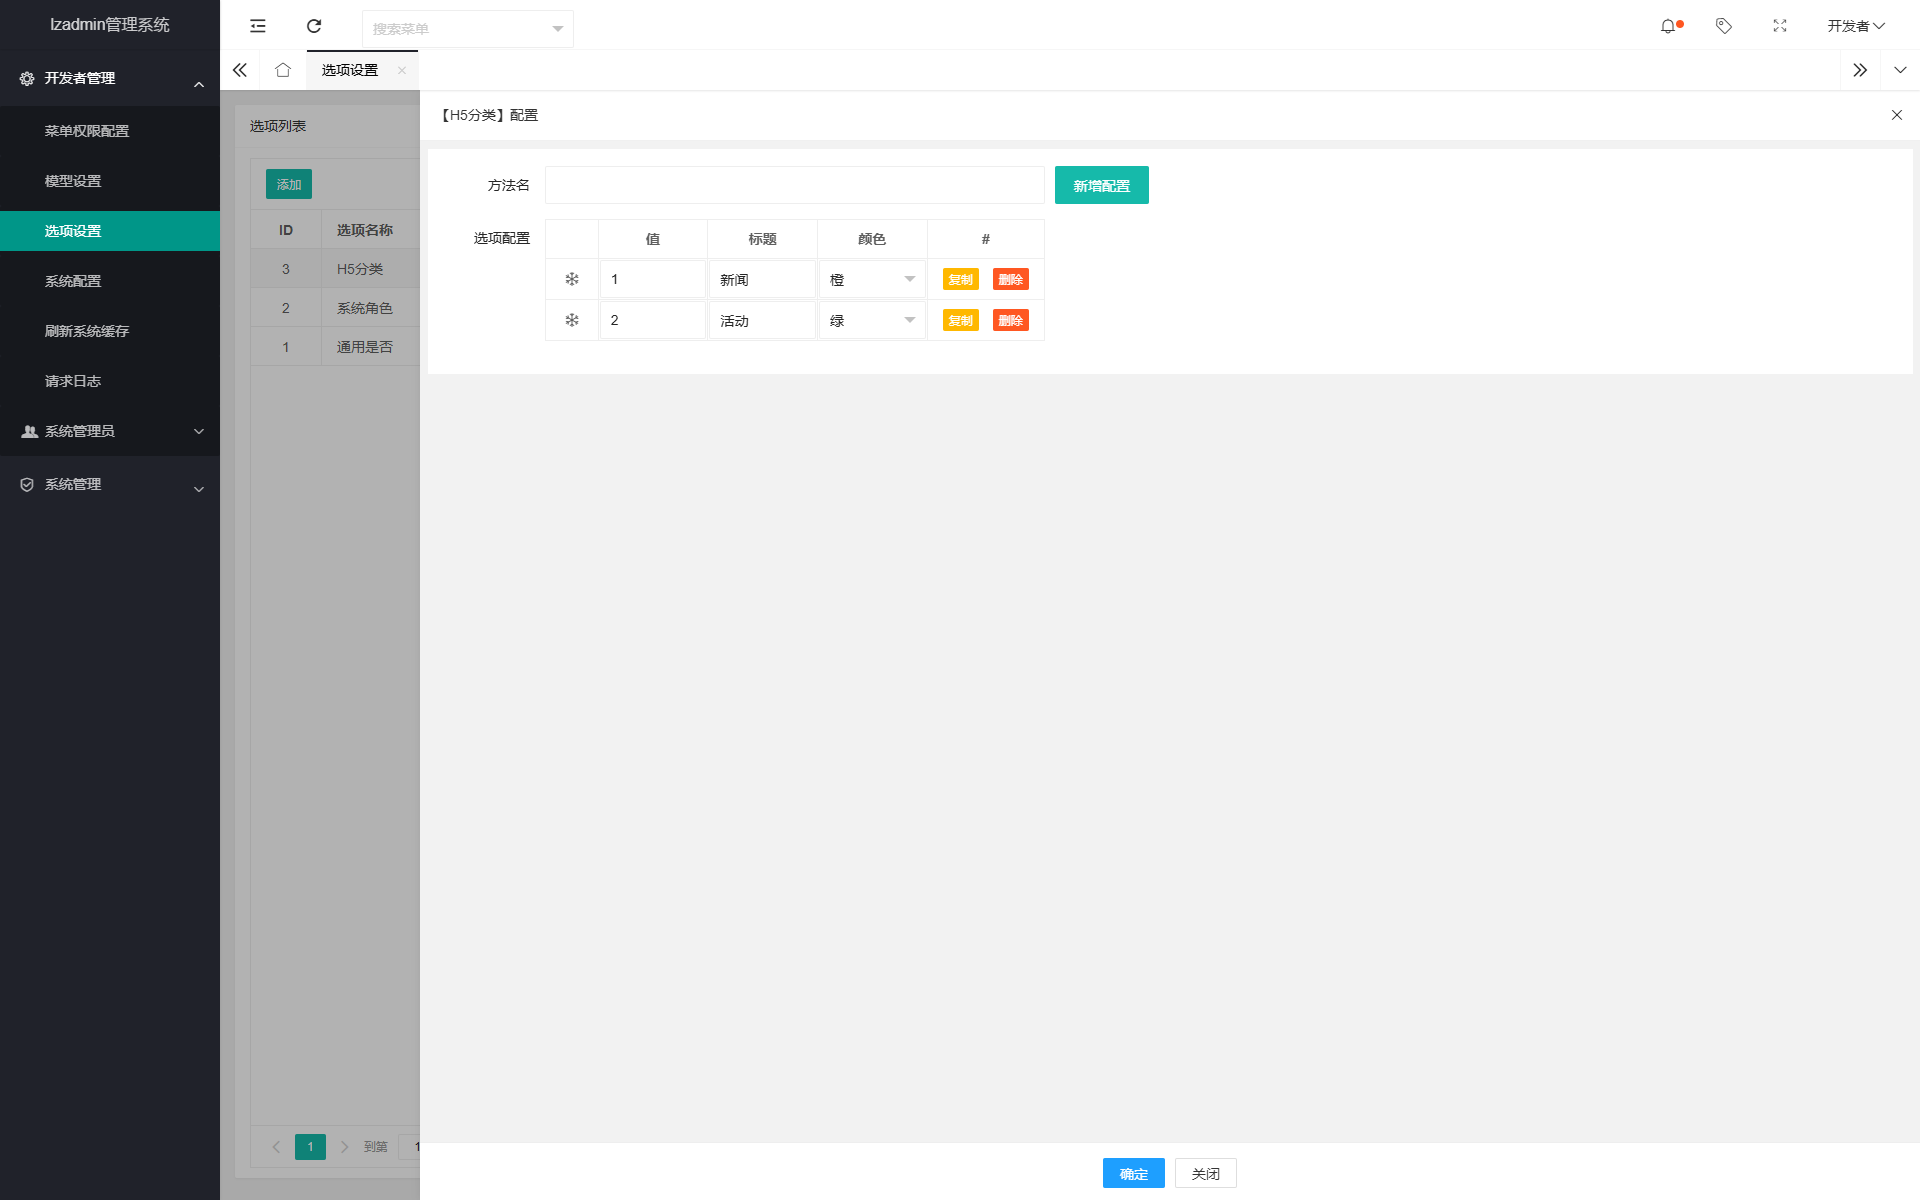 lzadmin管理系统
搜索菜单
开发者
开发者管理
菜单权限配置
模型设置
选项设置
系统配置
刷新系统缓存
请求日志
系统管理员
系统管理
选项设置
选项列表
添加
ID 选项名称
3 H5分类
2 系统角色
1 通用是否
1 到第 1
【H5分类】配置
方法名 新增配置
选项配置
值 标题 颜色 #
1 新闻 橙 复制 删除
2 活动 绿 复制 删除
确定 关闭